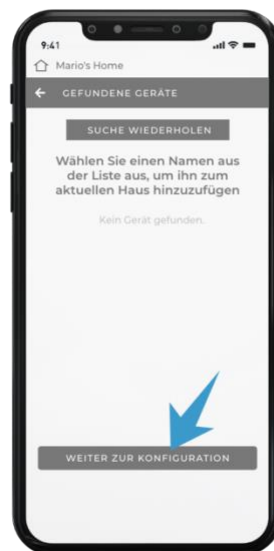 9:41
Mario's Home
GEFUNDENE GERÄTE
SUCHE WIEDERHOLEN
Wählen Sie einen Namen aus
der Liste aus, um ihn zum
aktuellen Haus hinzuzufügen
Kein Gerät gefunden.
WEITER ZUR KONFIGURATION